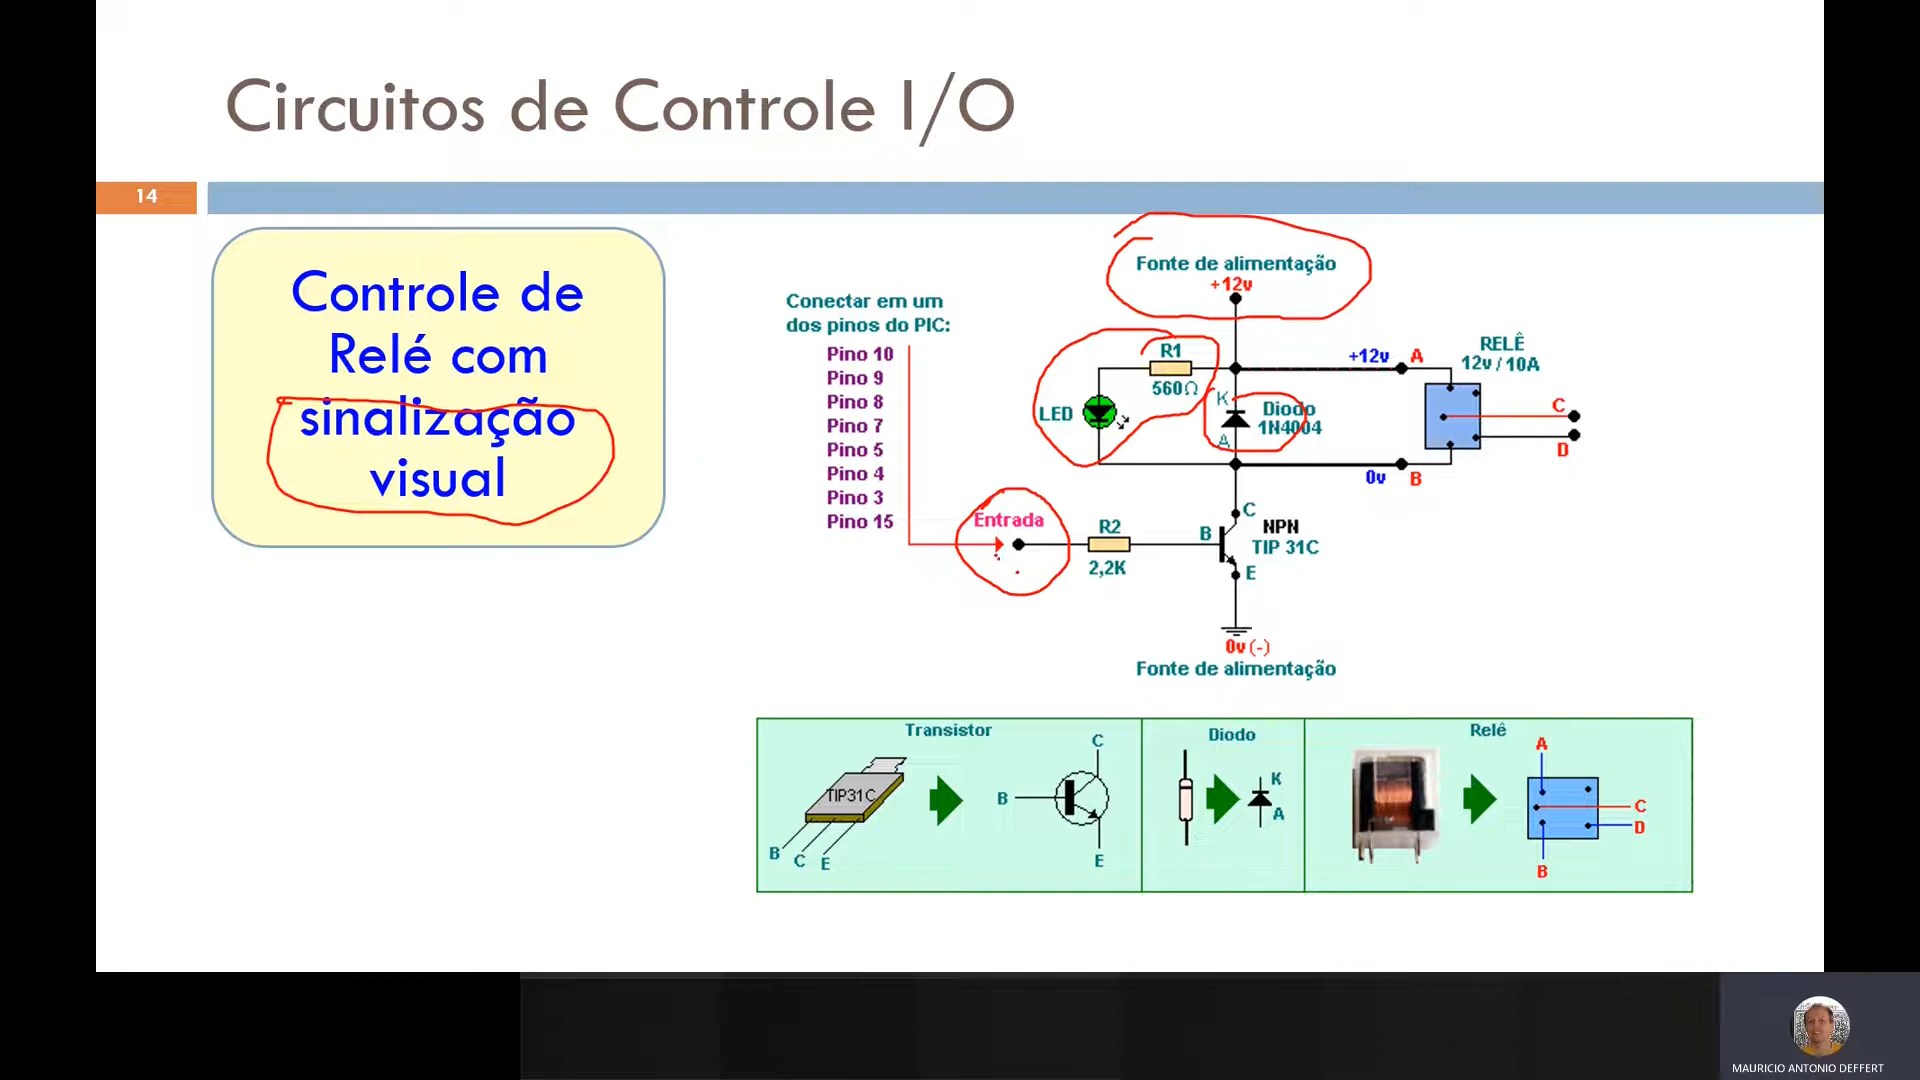 Circuitos de Controle I/O
14
Controle de
Relé com
sinalização
visual
Conectar em um
dos pinos do PIC:
Pino 10
Pino 9
Pino 8
Pino 7
Pino 5
Pino 4
Pino 3
Pino 15
Entrada
Fonte de alimentação
+12v
R1
560Ω
LED
K
A
Diodo
1N4004
+12v
A
0v
B
RELÊ
12v / 10A
C
D
R2
2,2K
B
C
E
NPN
TIP 31C
0v (-)
Fonte de alimentação
Transistor
TIP31C
B
C
E
B
C
E
Diodo
K
A
Relê
A
C
D
B
MAURICIO ANTONIO DEFFERT